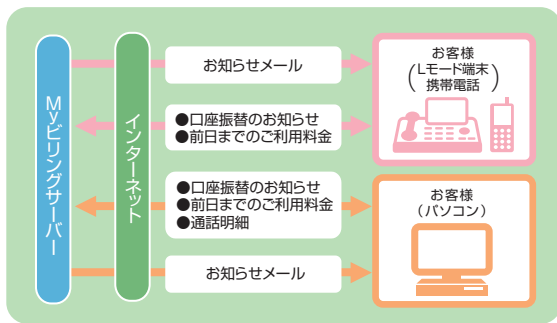 Myビリングサーバー
インターネット
お知らせメール
●口座振替のお知らせ
●前日までのご利用料金
●口座振替のお知らせ
●前日までのご利用料金
●通話明細
お知らせメール
お客様
(Lモード端末
携帯電話)
お客様
(パソコン)